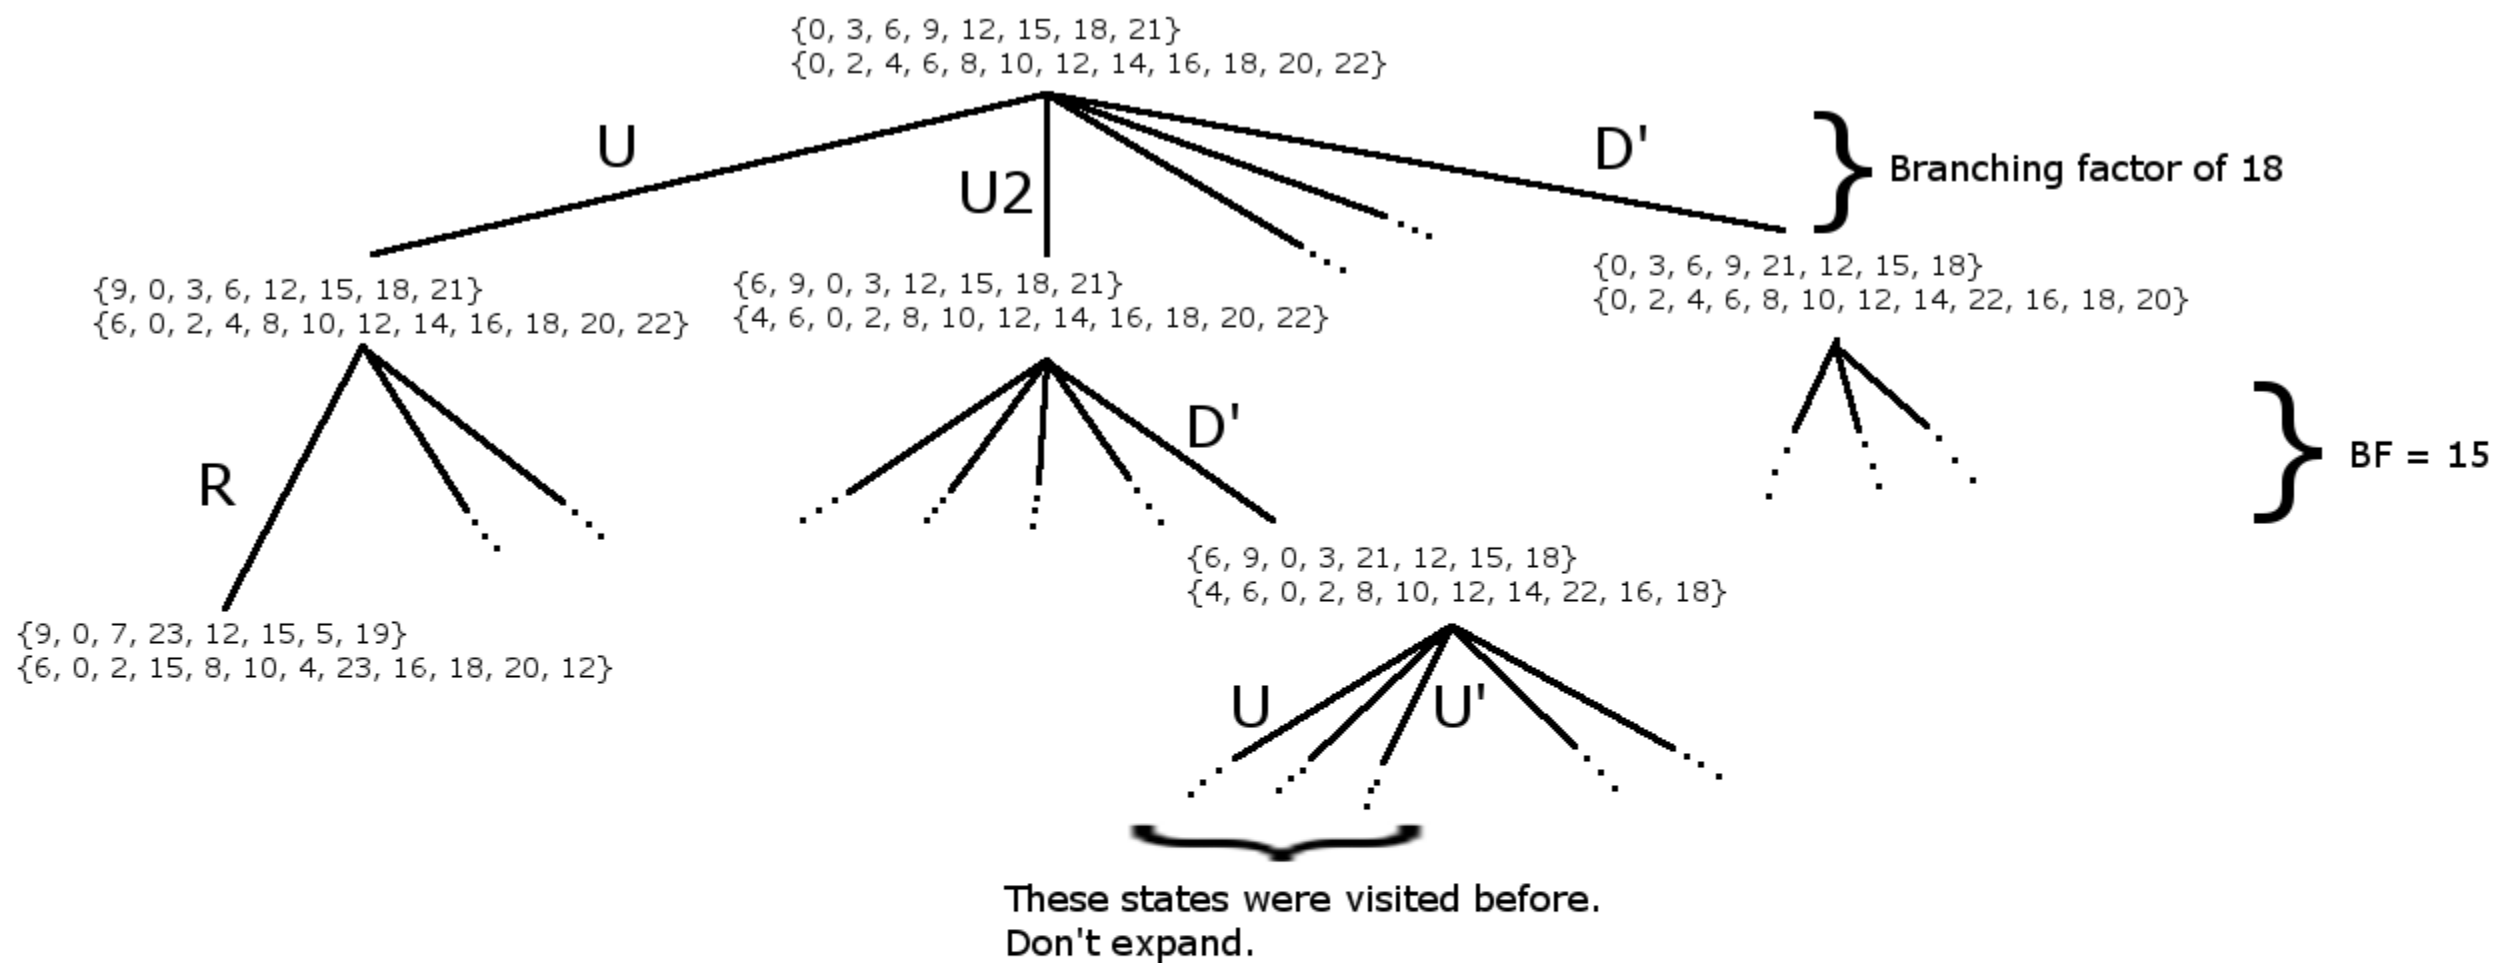 {0, 3, 6, 9, 12, 15, 18, 21}
{0, 2, 4, 6, 8, 10, 12, 14, 16, 18, 20, 22}
U
U2
D'
Branching factor of 18
{9, 0, 3, 6, 12, 15, 18, 21}
{6, 0, 2, 4, 8, 10, 12, 14, 16, 18, 20, 22}
{6, 9, 0, 3, 12, 15, 18, 21}
{4, 6, 0, 2, 8, 10, 12, 14, 16, 18, 20, 22}
{0, 3, 6, 9, 21, 12, 15, 18}
{0, 2, 4, 6, 8, 10, 12, 14, 22, 16, 18, 20}
R
D'
BF = 15
{9, 0, 7, 23, 12, 15, 5, 19}
{6, 0, 2, 15, 8, 10, 4, 23, 16, 18, 20, 12}
{6, 9, 0, 3, 21, 12, 15, 18}
{4, 6, 0, 2, 8, 10, 12, 14, 22, 16, 18}
U
U'
These states were visited before.
Don't expand.